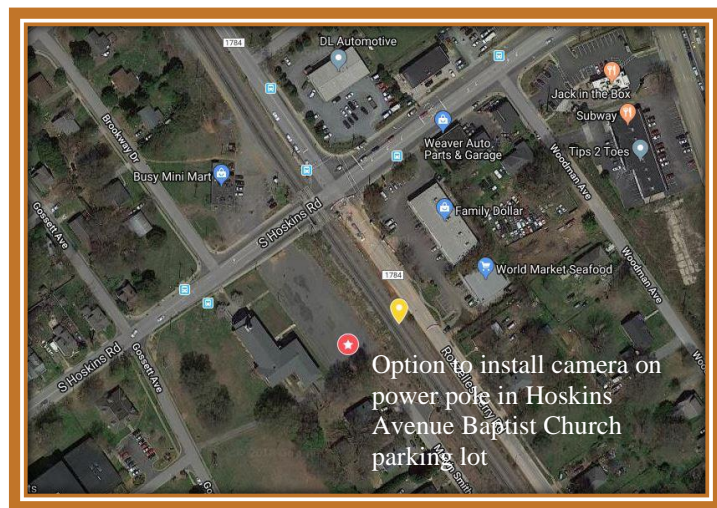 1784
DL Automotive
Jack in the Box
Subway
Tips 2 Toes
Weaver Auto
Parts & Garage
Brookway Dr
Woodman Ave
Busy Mini Mart
Gossett Ave
S Hoskins Rd
Family Dollar
World Market Seafood
1784
Woodman Ave
S Hoskins Rd
Gossett Ave
Option to install camera on
power pole in Hoskins
Avenue Baptist Church
parking lot